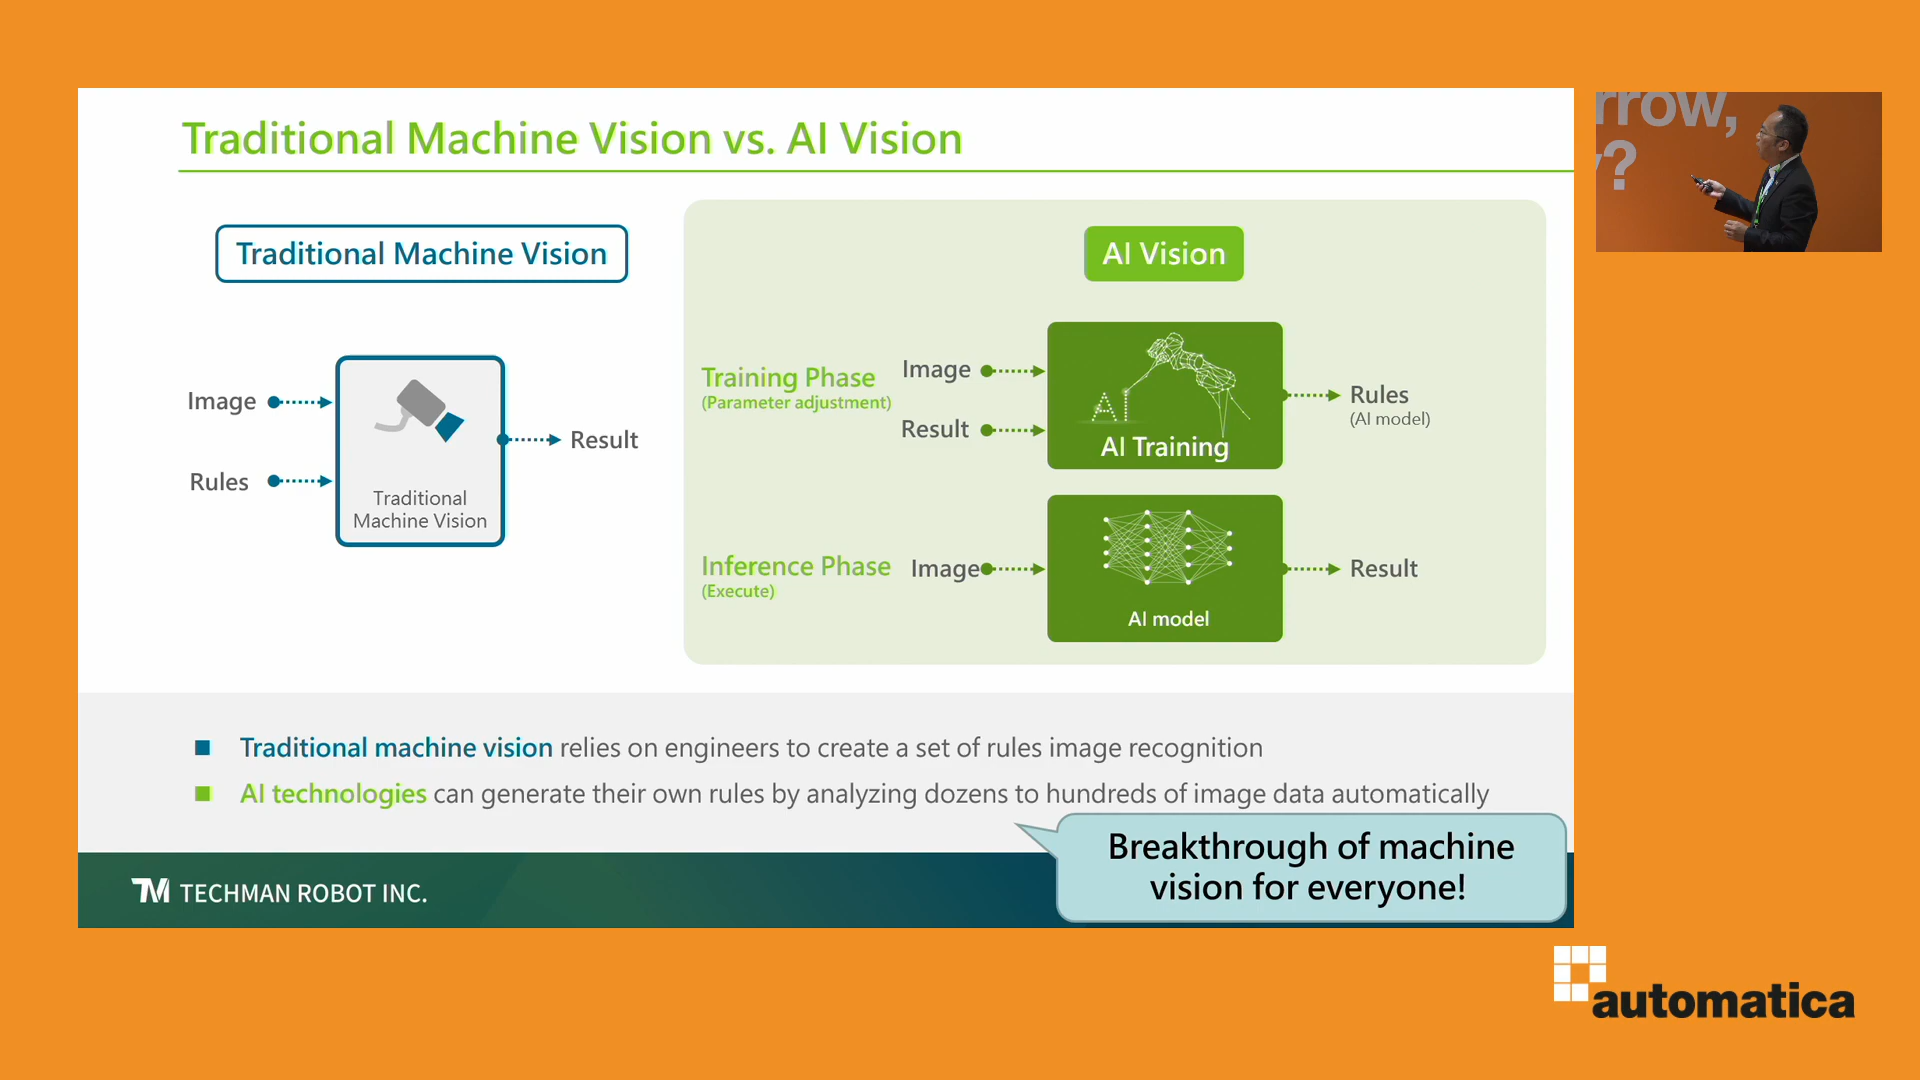 Traditional Machine Vision vs. AI Vision
Traditional Machine Vision
Image
Rules
Traditional
Machine Vision
Result
AI Vision
Training Phase
(Parameter adjustment)
Image
Result
AI
AI Training
Rules
(AI model)
Inference Phase
(Execute)
Image
AI model
Result
Traditional machine vision relies on engineers to create a set of rules image recognition
AI technologies can generate their own rules by analyzing dozens to hundreds of image data automatically
Breakthrough of machine
vision for everyone!
TM TECHMAN ROBOT INC.
rrow,
?
automatica